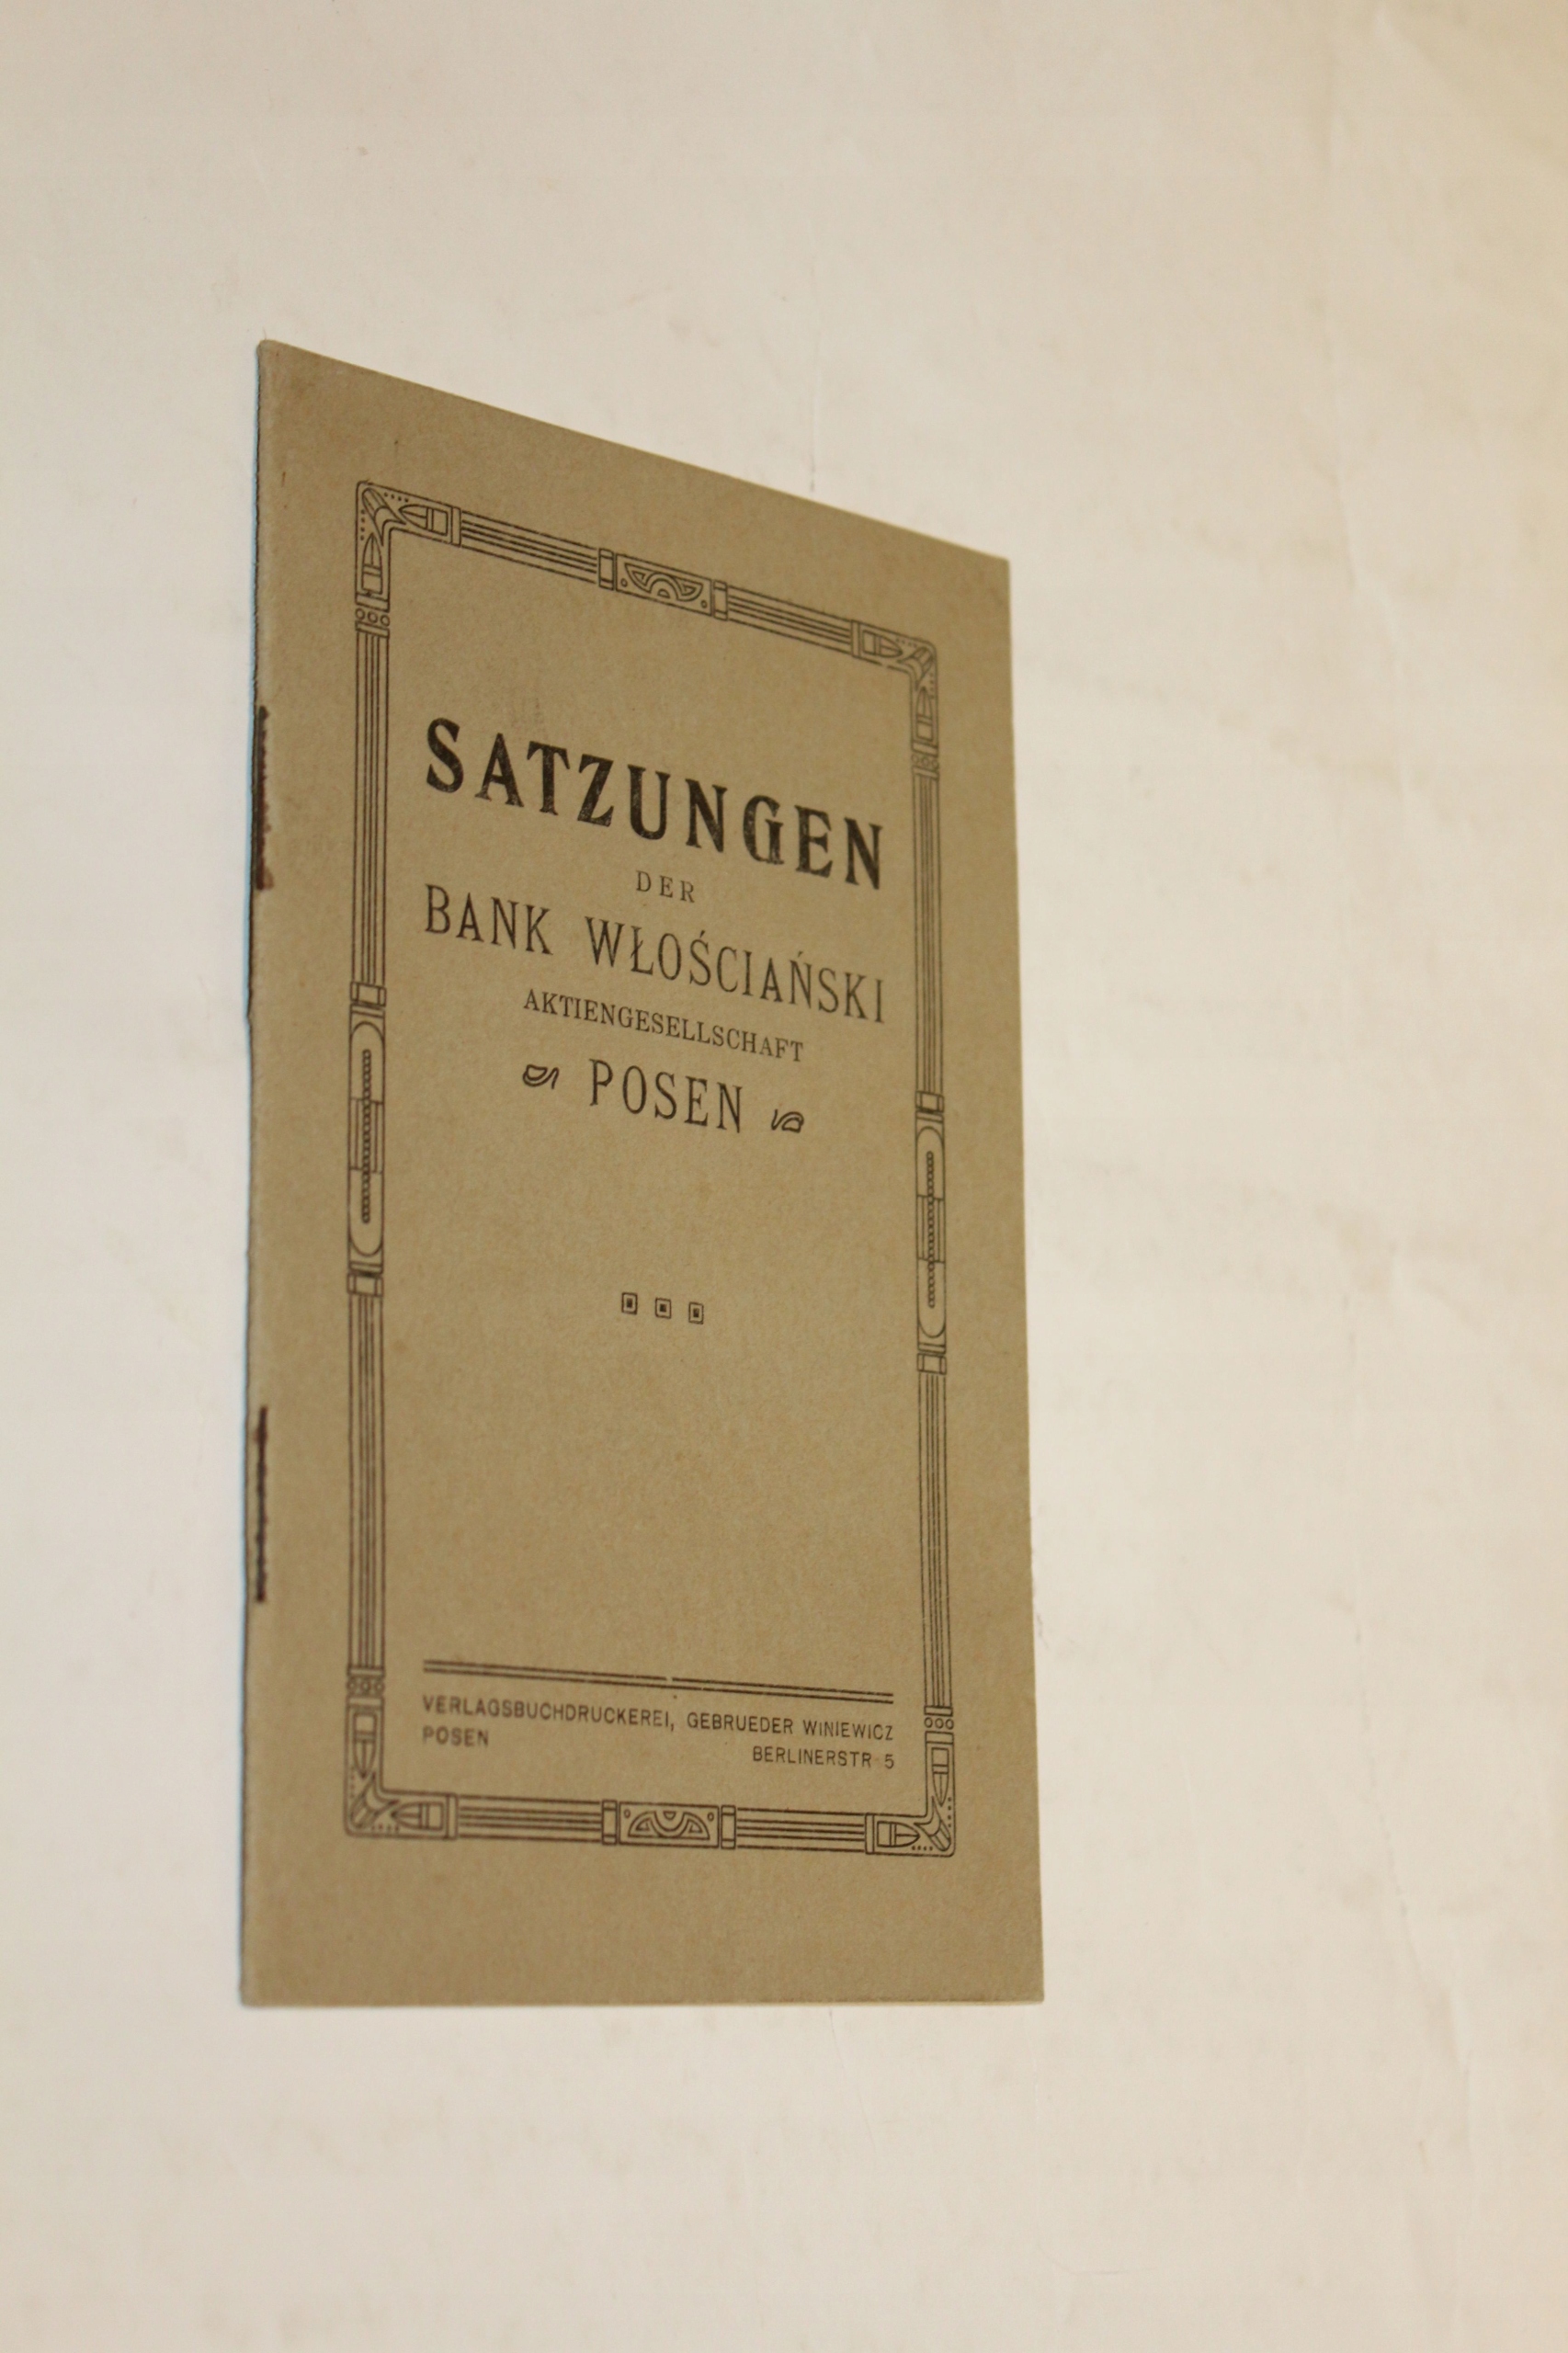 SATZUNGEN
DER
BANK WŁOŚCIAŃSKI
AKTIENGESELLSCHAFT
POSEN
VERLAGSBUCHDRUCKEREI, GEBRUEDER WINIEWICZ
POSEN BERLINERSTR 5